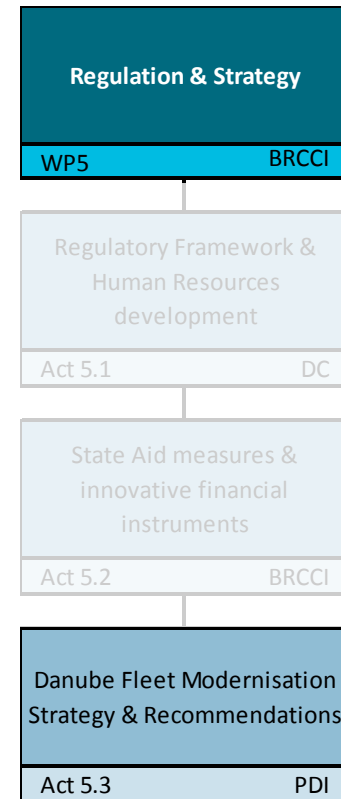 Regulation & Strategy
WP5 BRCCI
Regulatory Framework &
Human Resources
development
Act 5.1 DC
State Aid measures &
innovative financial
instruments
Act 5.2 BRCCI
Danube Fleet Modernisation
Strategy & Recommendations
Act 5.3 PDI